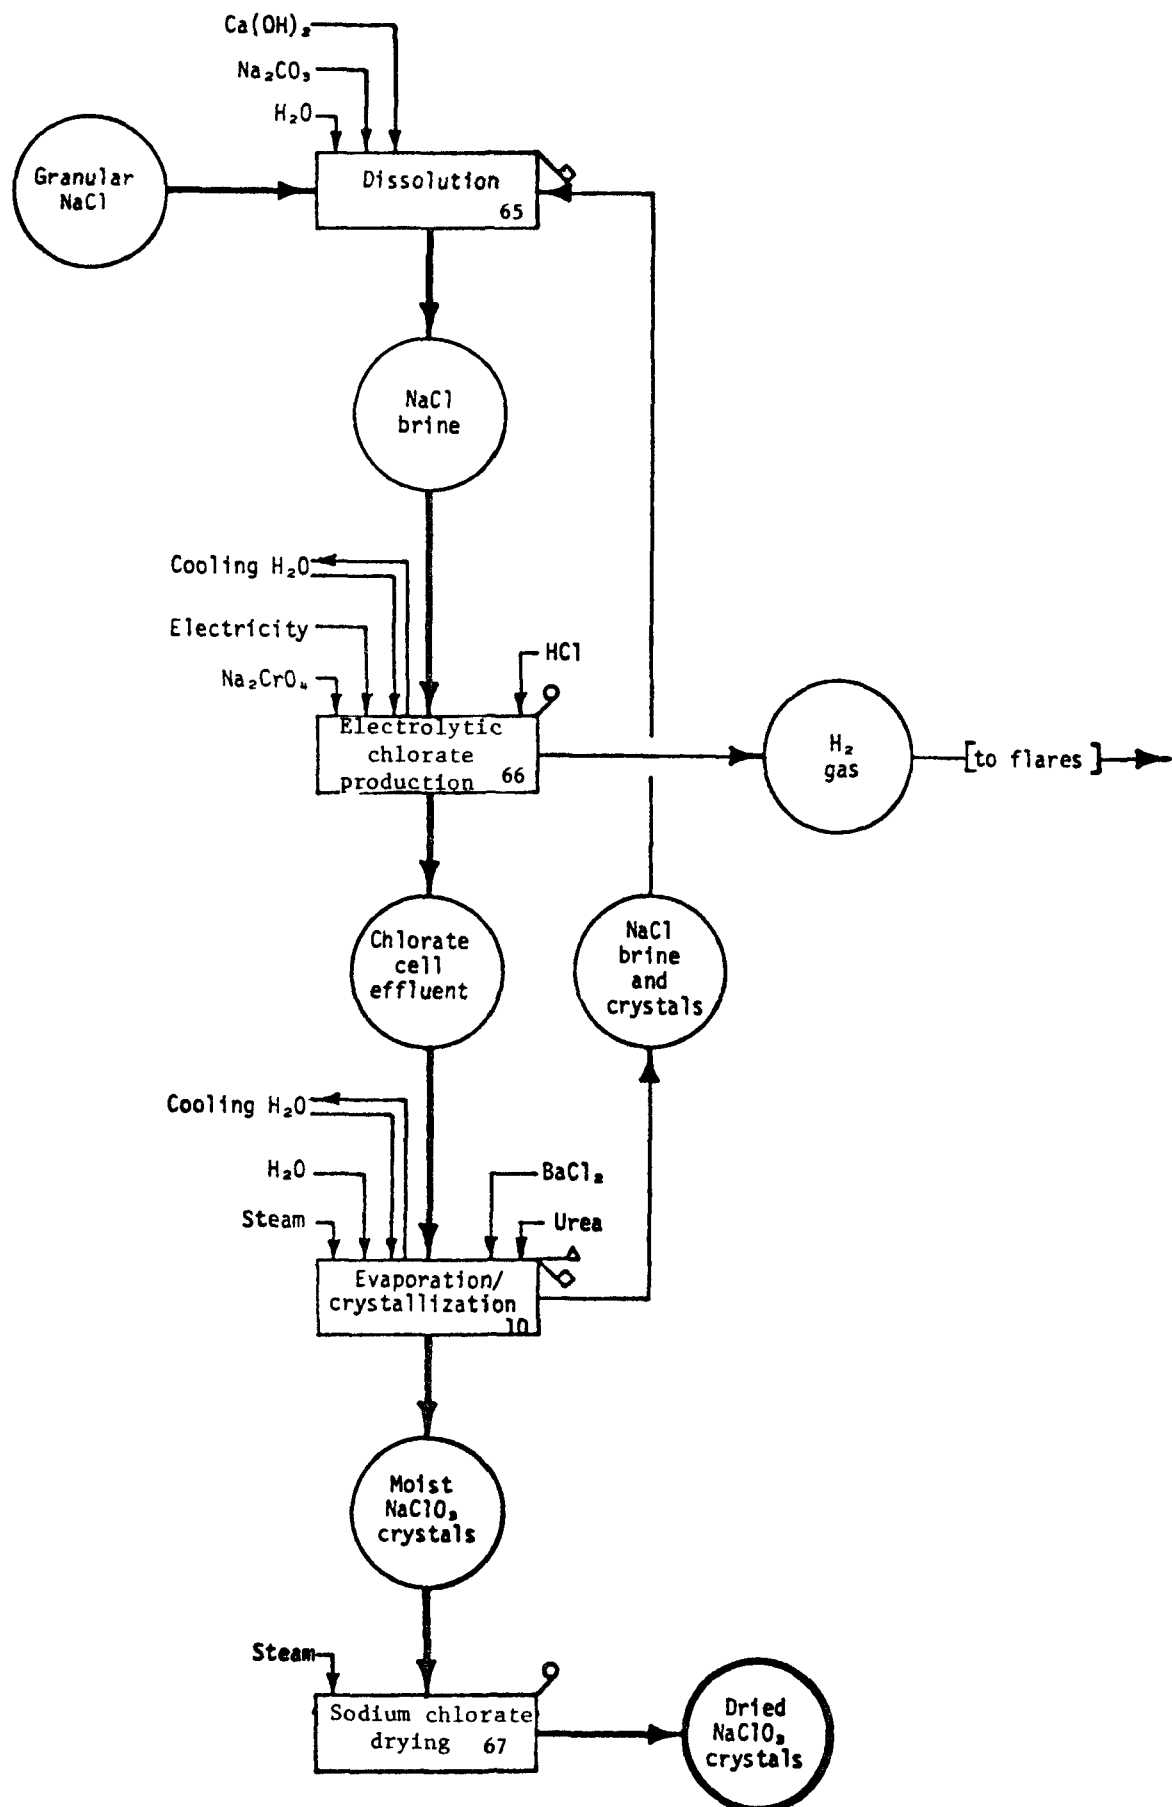 Ca(OH)₂
Na₂CO₃
H₂O
Granular
NaCl
Dissolution
65
NaCl
brine
Cooling H₂O
Electricity
HCl
Na₂CrO₄
Electrolytic
chlorate
production 66
H₂
gas
[to flares]
Chlorate
cell
effluent
NaCl
brine
and
crystals
Cooling H₂O
H₂O
BaCl₂
Steam
Urea
Evaporation/
crystallization
10
Moist
NaClO₃
crystals
Steam
Sodium chlorate
drying 67
Dried
NaClO₃
crystals